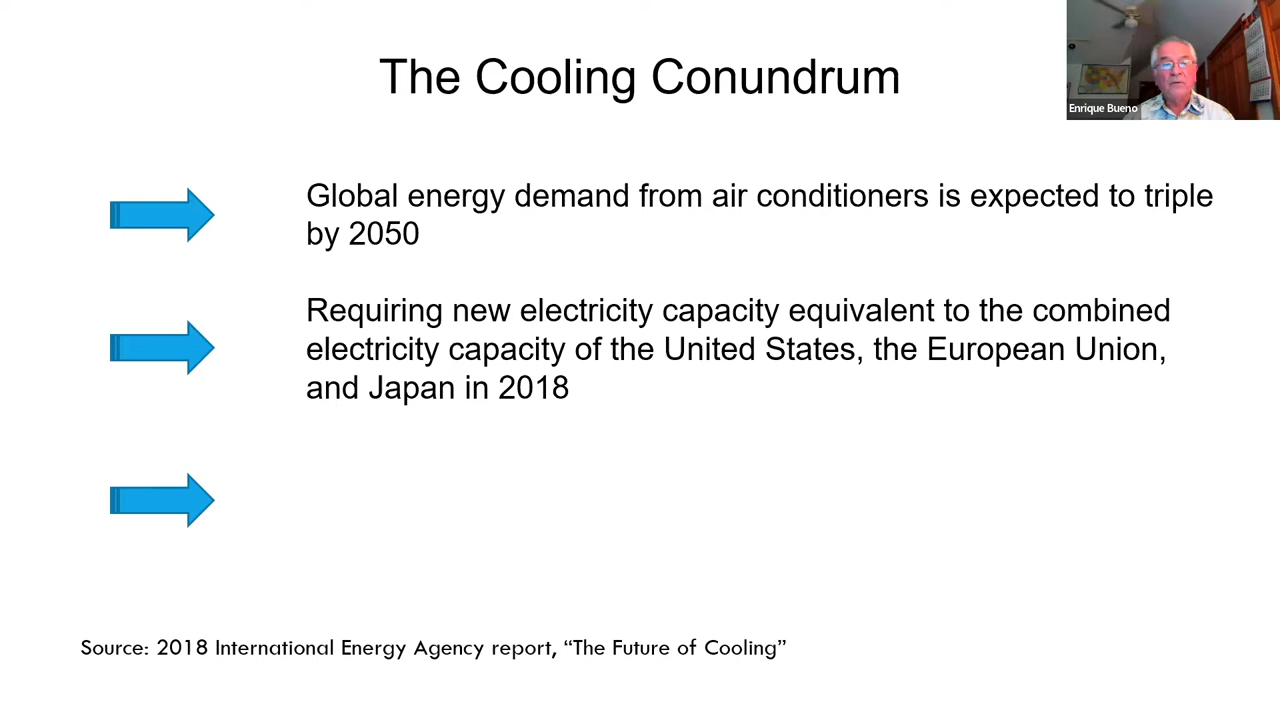 The Cooling Conundrum
Enrique Bueno
Global energy demand from air conditioners is expected to triple
by 2050
Requiring new electricity capacity equivalent to the combined
electricity capacity of the United States, the European Union,
and Japan in 2018
Source: 2018 International Energy Agency report, “The Future of Cooling”